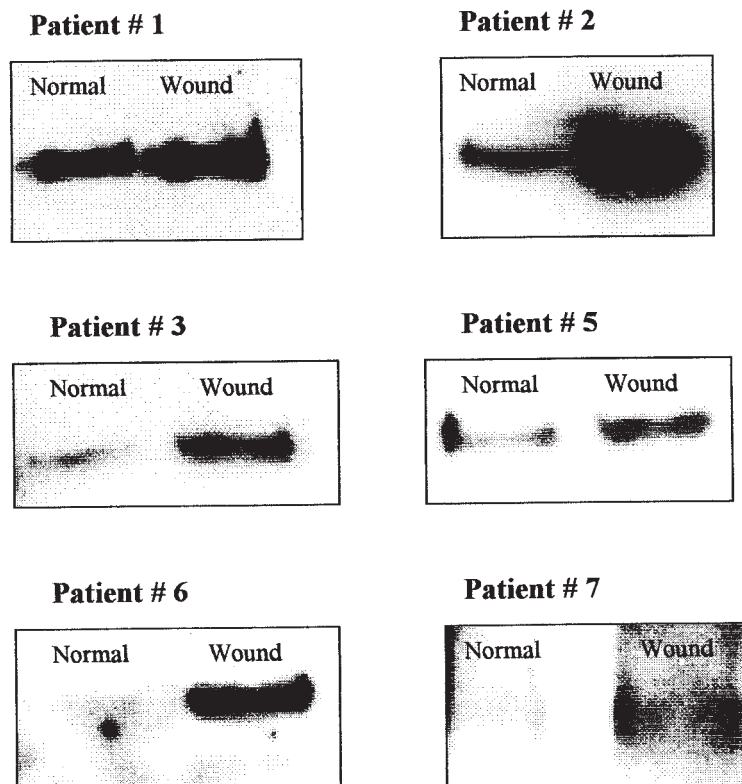 Patient # 1
Normal Wound
Patient # 2
Normal Wound
Patient # 3
Normal Wound
Patient # 5
Normal Wound
Patient # 6
Normal Wound
Patient # 7
Normal Wound